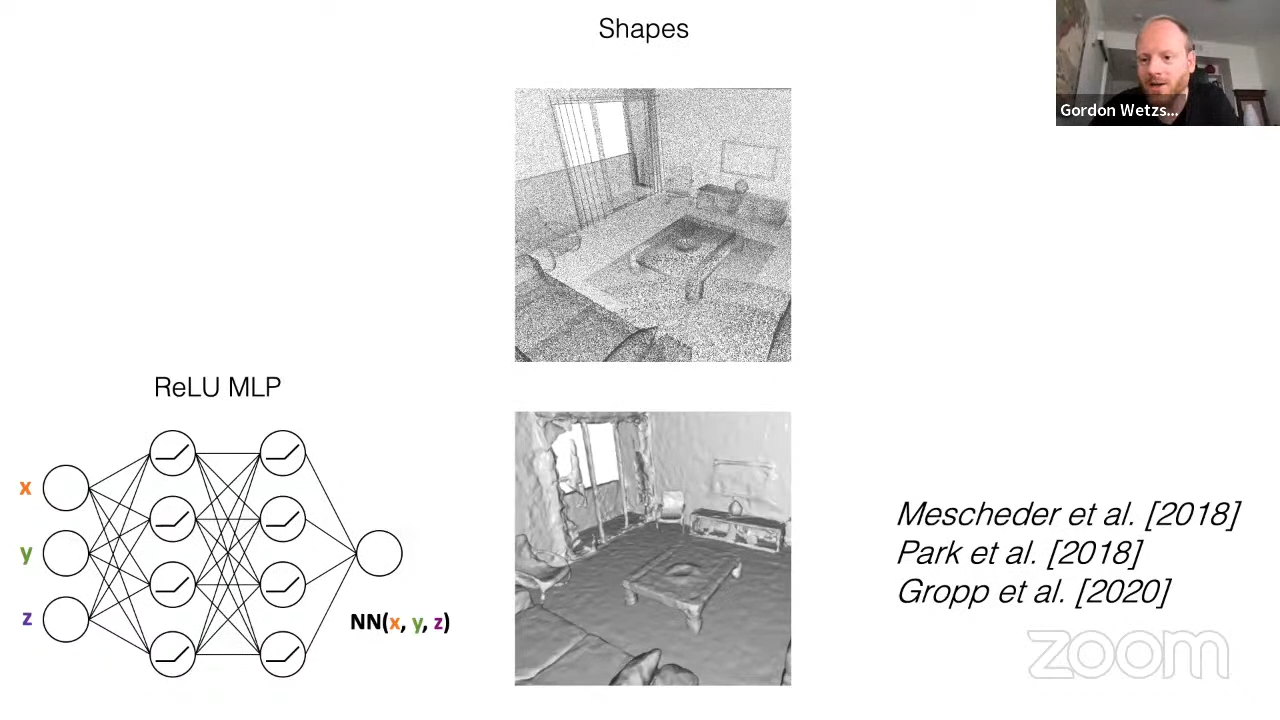 Shapes
Gordon Wetzs...
ReLU MLP
x
y
z
NN(x, y, z)
Mescheder et al. [2018]
Park et al. [2018]
Gropp et al. [2020]
zoom